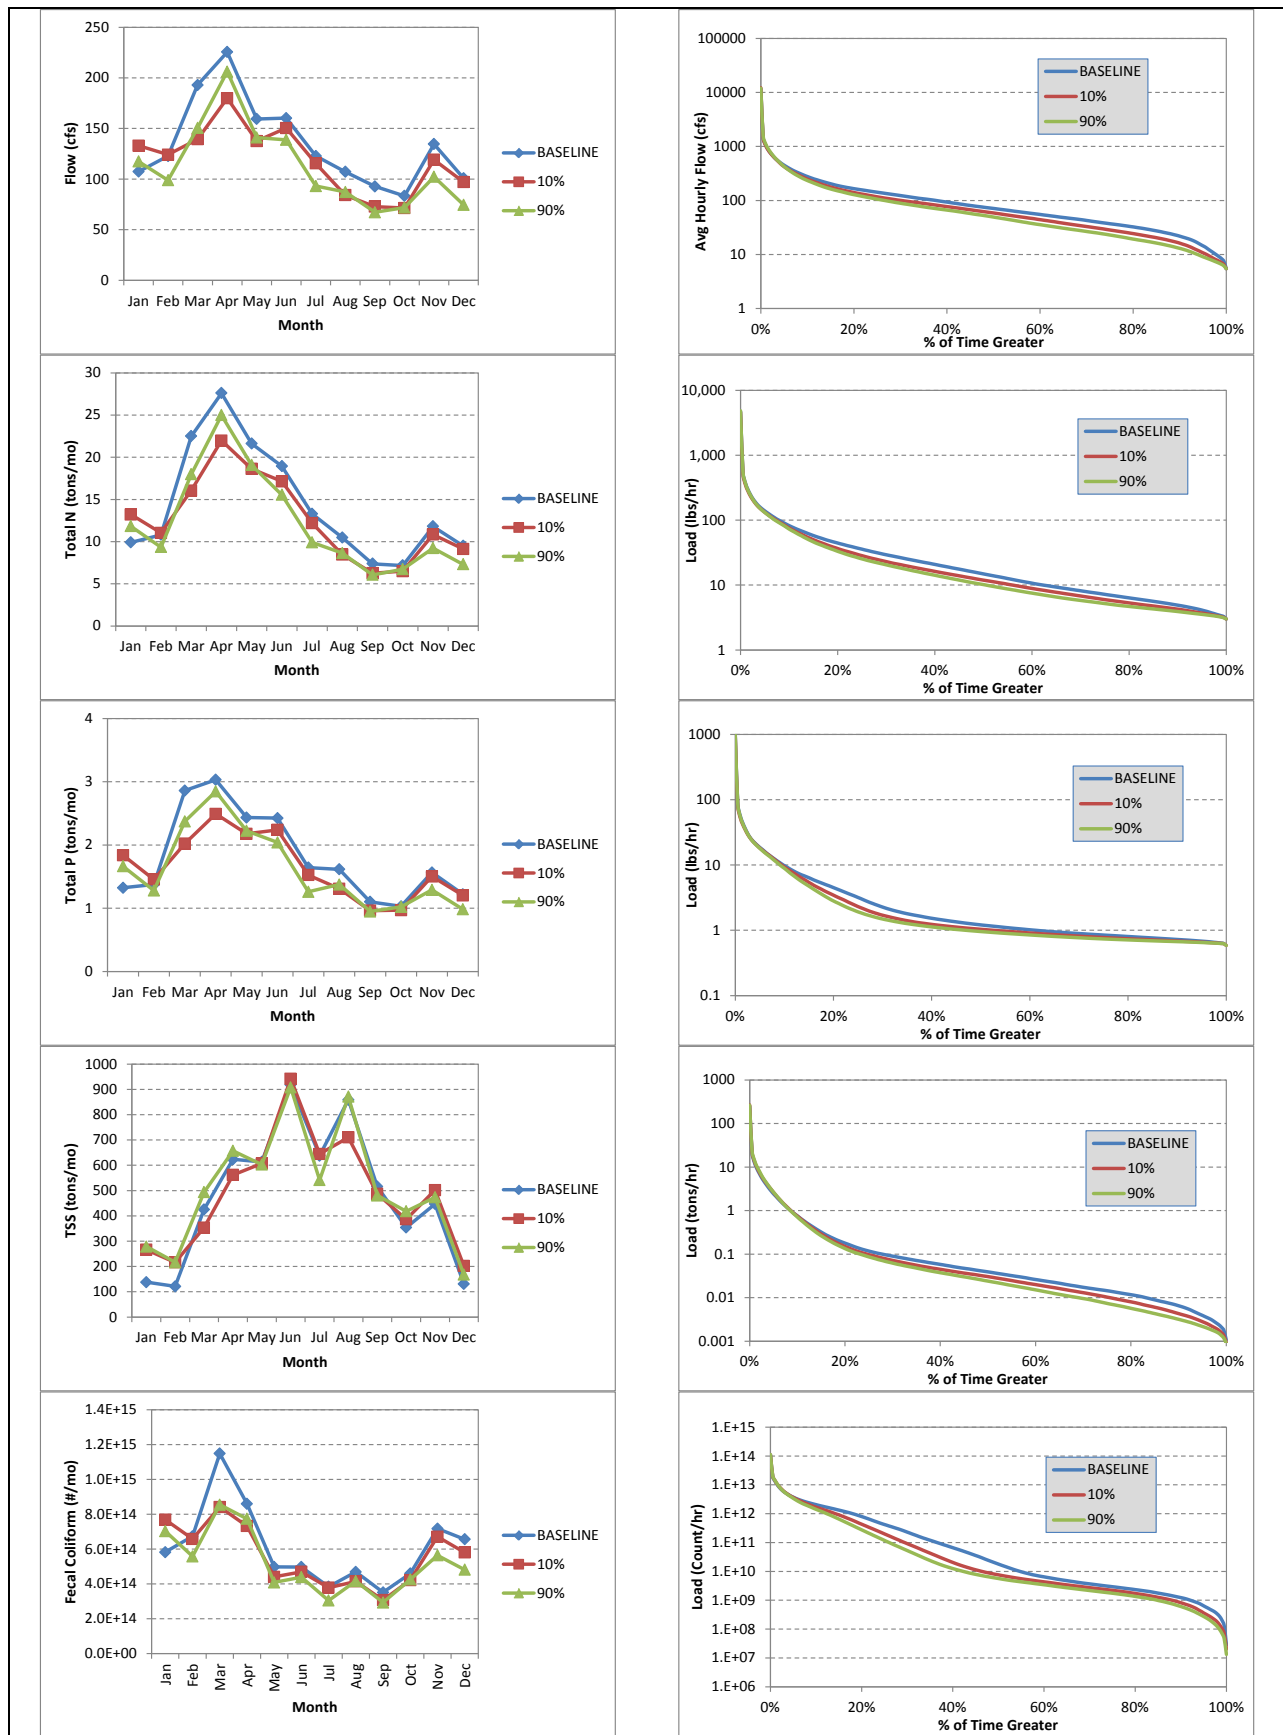 Flow (cfs)
250
200
150
100
50
0
Jan Feb Mar Apr May Jun Jul Aug Sep Oct Nov Dec
Month
BASELINE
10%
90%
Avg Hourly Flow (cfs)
100000
10000
1000
100
10
1
0% 20% 40% 60% 80% 100%
% of Time Greater
BASELINE
10%
90%
Total N (tons/mo)
30
25
20
15
10
5
0
Jan Feb Mar Apr May Jun Jul Aug Sep Oct Nov Dec
Month
BASELINE
10%
90%
Load (lbs/hr)
10,000
1,000
100
10
1
0% 20% 40% 60% 80% 100%
% of Time Greater
BASELINE
10%
90%
Total P (tons/mo)
4
3
2
1
0
Jan Feb Mar Apr May Jun Jul Aug Sep Oct Nov Dec
Month
BASELINE
10%
90%
Load (lbs/hr)
1000
100
10
1
0.1
0% 20% 40% 60% 80% 100%
% of Time Greater
BASELINE
10%
90%
TSS (tons/mo)
1000
900
800
700
600
500
400
300
200
100
0
Jan Feb Mar Apr May Jun Jul Aug Sep Oct Nov Dec
Month
BASELINE
10%
90%
Load (tons/hr)
1000
100
10
1
0.1
0.01
0.001
0% 20% 40% 60% 80% 100%
% of Time Greater
BASELINE
10%
90%
Fecal Coliform (#/mo)
1.4E+15
1.2E+15
1.0E+15
8.0E+14
6.0E+14
4.0E+14
2.0E+14
0.0E+00
Jan Feb Mar Apr May Jun Jul Aug Sep Oct Nov Dec
Month
BASELINE
10%
90%
Load (Count/hr)
1.E+15
1.E+14
1.E+13
1.E+12
1.E+11
1.E+10
1.E+09
1.E+08
1.E+07
1.E+06
0% 20% 40% 60% 80% 100%
% of Time Greater
BASELINE
10%
90%